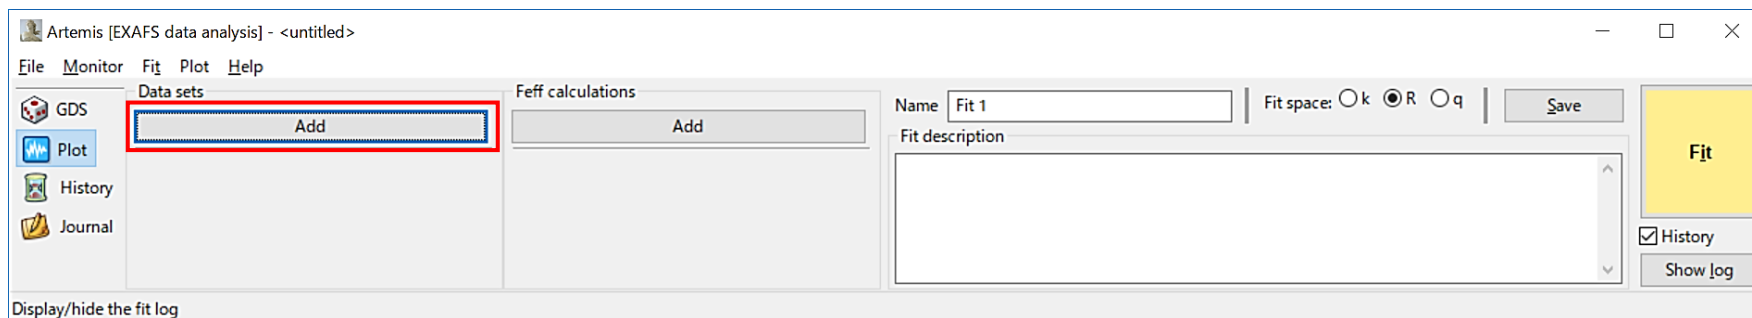 Artemis [EXAFS data analysis] - <untitled>
File Monitor Fit Plot Help
GDS
Plot
History
Journal
Data sets
Add
Feff calculations
Add
Name Fit 1
Fit space: k R q
Save
Fit description
Fit
History
Show log
Display/hide the fit log